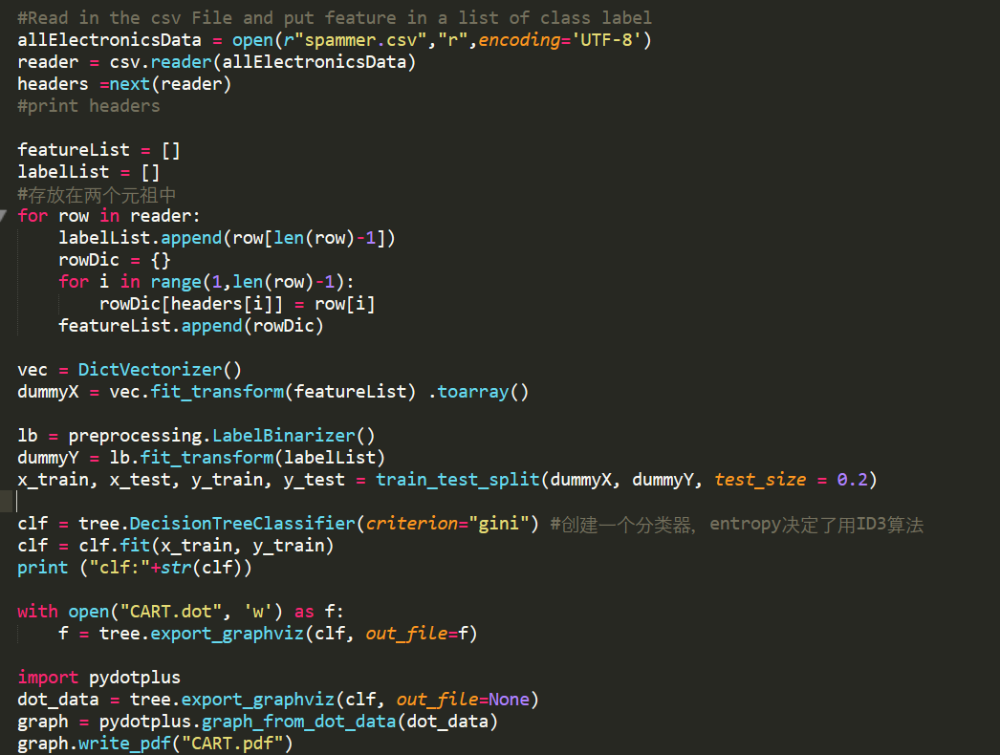 #Read in the csv File and put feature in a list of class label
allElectronicsData = open(r"spammer.csv","r",encoding='UTF-8')
reader = csv.reader(allElectronicsData)
headers =next(reader)
#print headers
featureList = []
labelList = []
#存放在两个元祖中
for row in reader:
    labelList.append(row[len(row)-1])
    rowDic = {}
    for i in range(1,len(row)-1):
        rowDic[headers[i]] = row[i]
    featureList.append(rowDic)
vec = DictVectorizer()
dummyX = vec.fit_transform(featureList) .toarray()
lb = preprocessing.LabelBinarizer()
dummyY = lb.fit_transform(labelList)
x_train, x_test, y_train, y_test = train_test_split(dummyX, dummyY, test_size = 0.2)
clf = tree.DecisionTreeClassifier(criterion="gini") #创建一个分类器，entropy决定了用ID3算法
clf = clf.fit(x_train, y_train)
print ("clf:"+str(clf))
with open("CART.dot", 'w') as f:
    f = tree.export_graphviz(clf, out_file=f)
import pydotplus
dot_data = tree.export_graphviz(clf, out_file=None)
graph = pydotplus.graph_from_dot_data(dot_data)
graph.write_pdf("CART.pdf")